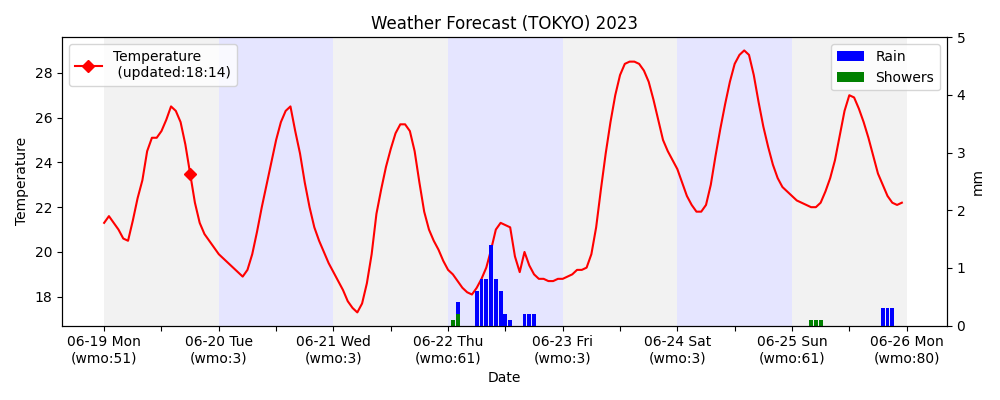 Weather Forecast (TOKYO) 2023
Temperature
(updated:18:14)
Rain
Showers
28
26
24
22
20
18
Temperature
5
4
3
2
1
0
mm
06-19 Mon
(wmo:51)
06-20 Tue
(wmo:3)
06-21 Wed
(wmo:3)
06-22 Thu
(wmo:61)
06-23 Fri
(wmo:3)
06-24 Sat
(wmo:3)
06-25 Sun
(wmo:61)
06-26 Mon
(wmo:80)
Date